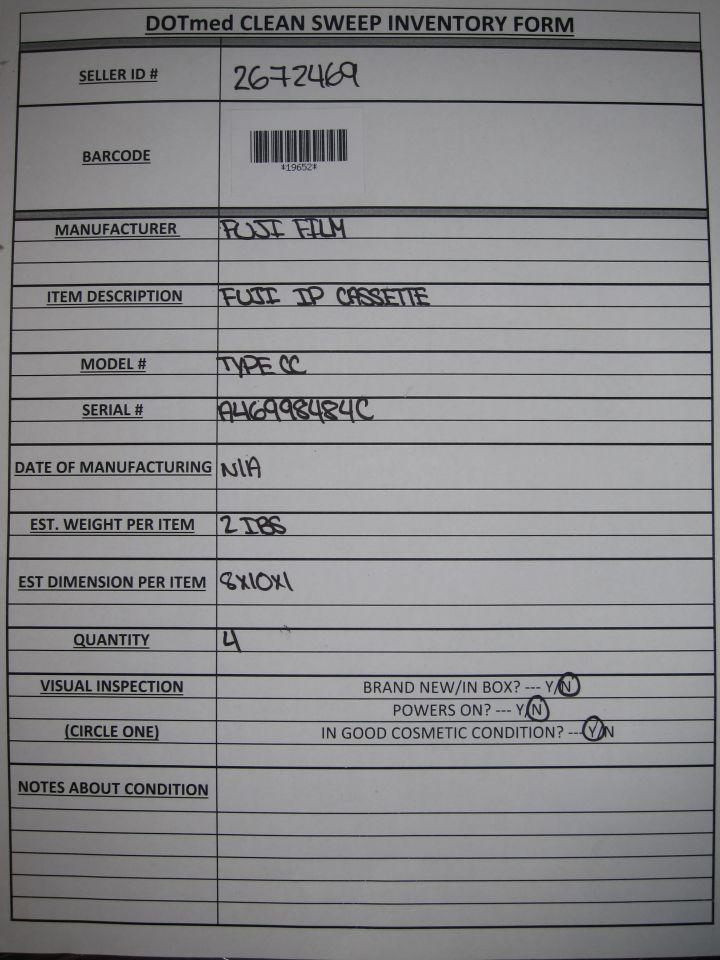 DOTmed CLEAN SWEEP INVENTORY FORM
SELLER ID # 2672469
BARCODE *19652*
MANUFACTURER FUJI FILM
ITEM DESCRIPTION FUJI IP CASSETTE
MODEL # TYPE CC
SERIAL # A46998484C
DATE OF MANUFACTURING N/A
EST. WEIGHT PER ITEM 2 IBS
EST DIMENSION PER ITEM 8X10X1
QUANTITY 4
VISUAL INSPECTION BRAND NEW/IN BOX? --- Y/N
POWERS ON? --- Y/N
(CIRCLE ONE) IN GOOD COSMETIC CONDITION? ---Y/N
NOTES ABOUT CONDITION